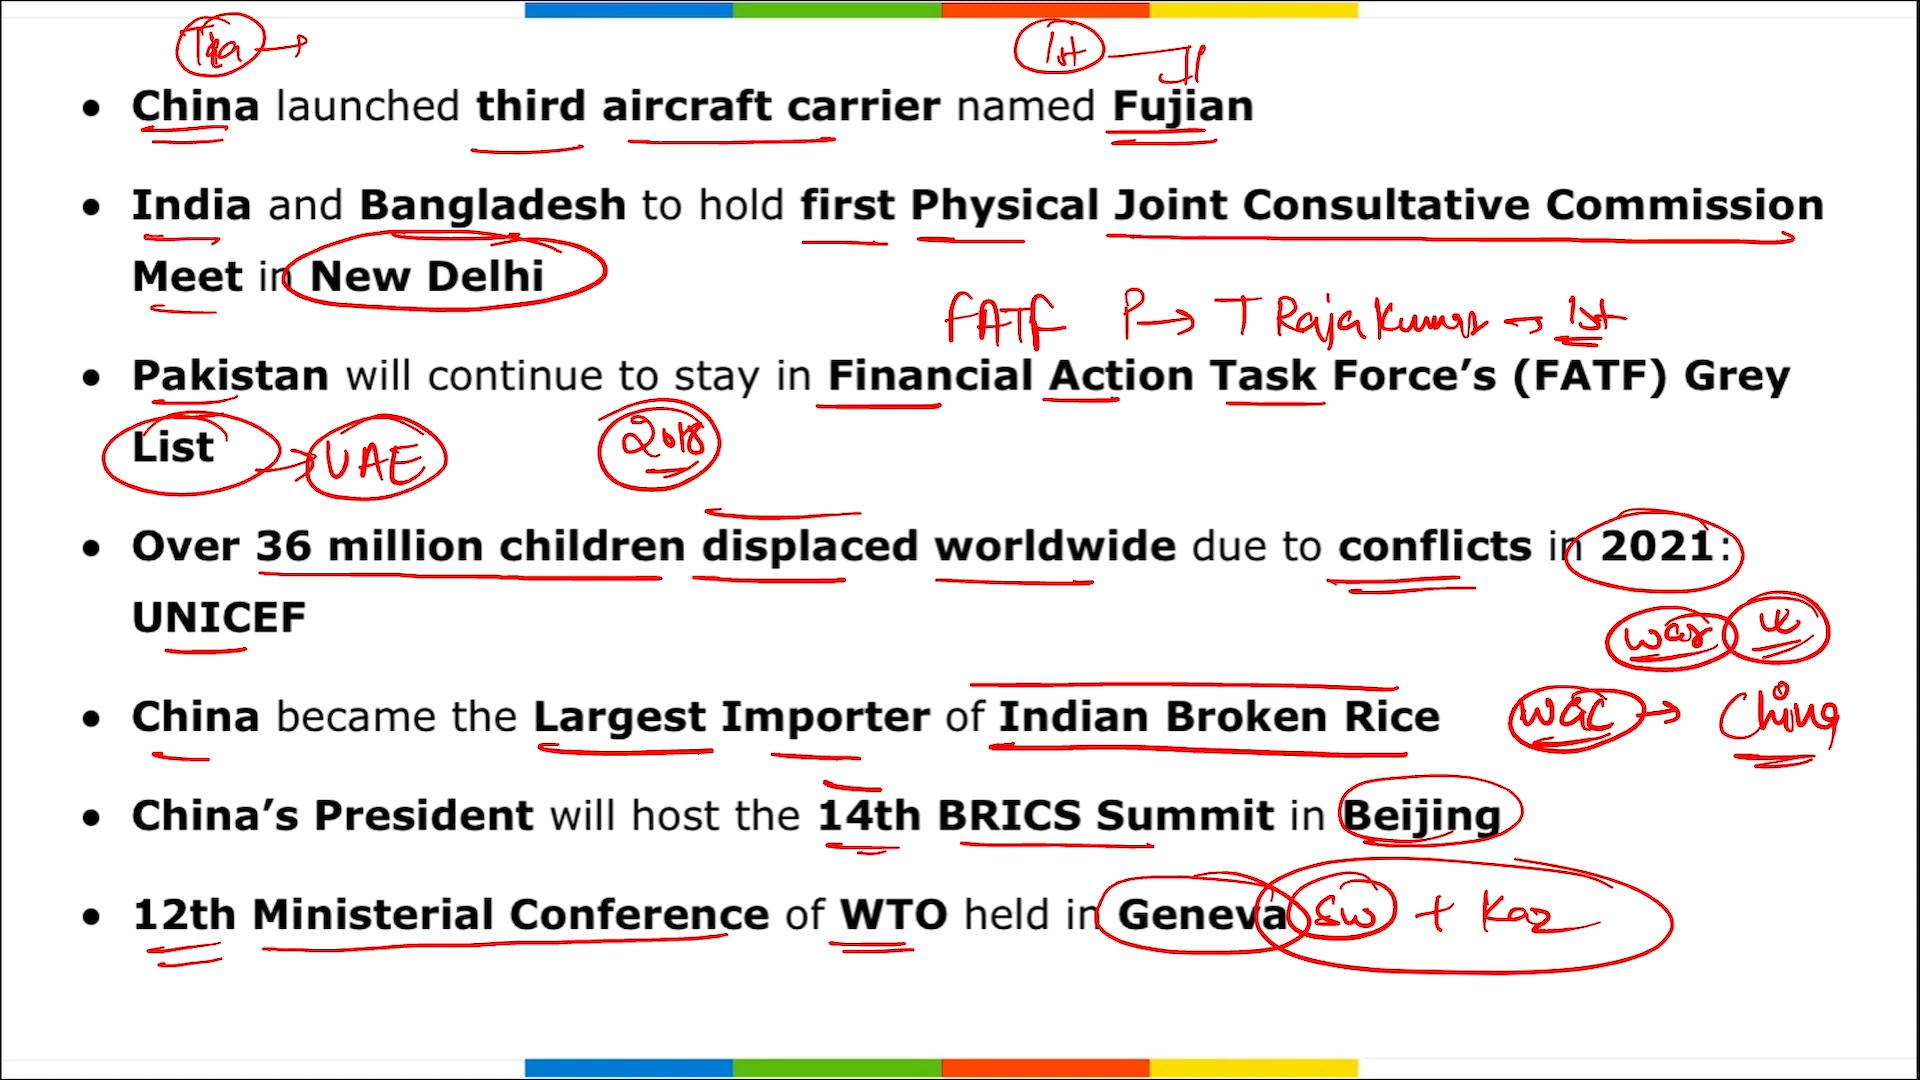 1st
• China launched third aircraft carrier named Fujian
• India and Bangladesh to hold first Physical Joint Consultative Commission
Meet in New Delhi
FATF P → T Raja Kumar → 1st
• Pakistan will continue to stay in Financial Action Task Force’s (FATF) Grey
List → UAE 2018
• Over 36 million children displaced worldwide due to conflicts in 2021:
UNICEF
war
• China became the Largest Importer of Indian Broken Rice → China
• China’s President will host the 14th BRICS Summit in Beijing
• 12th Ministerial Conference of WTO held in Geneva SW + Kaz